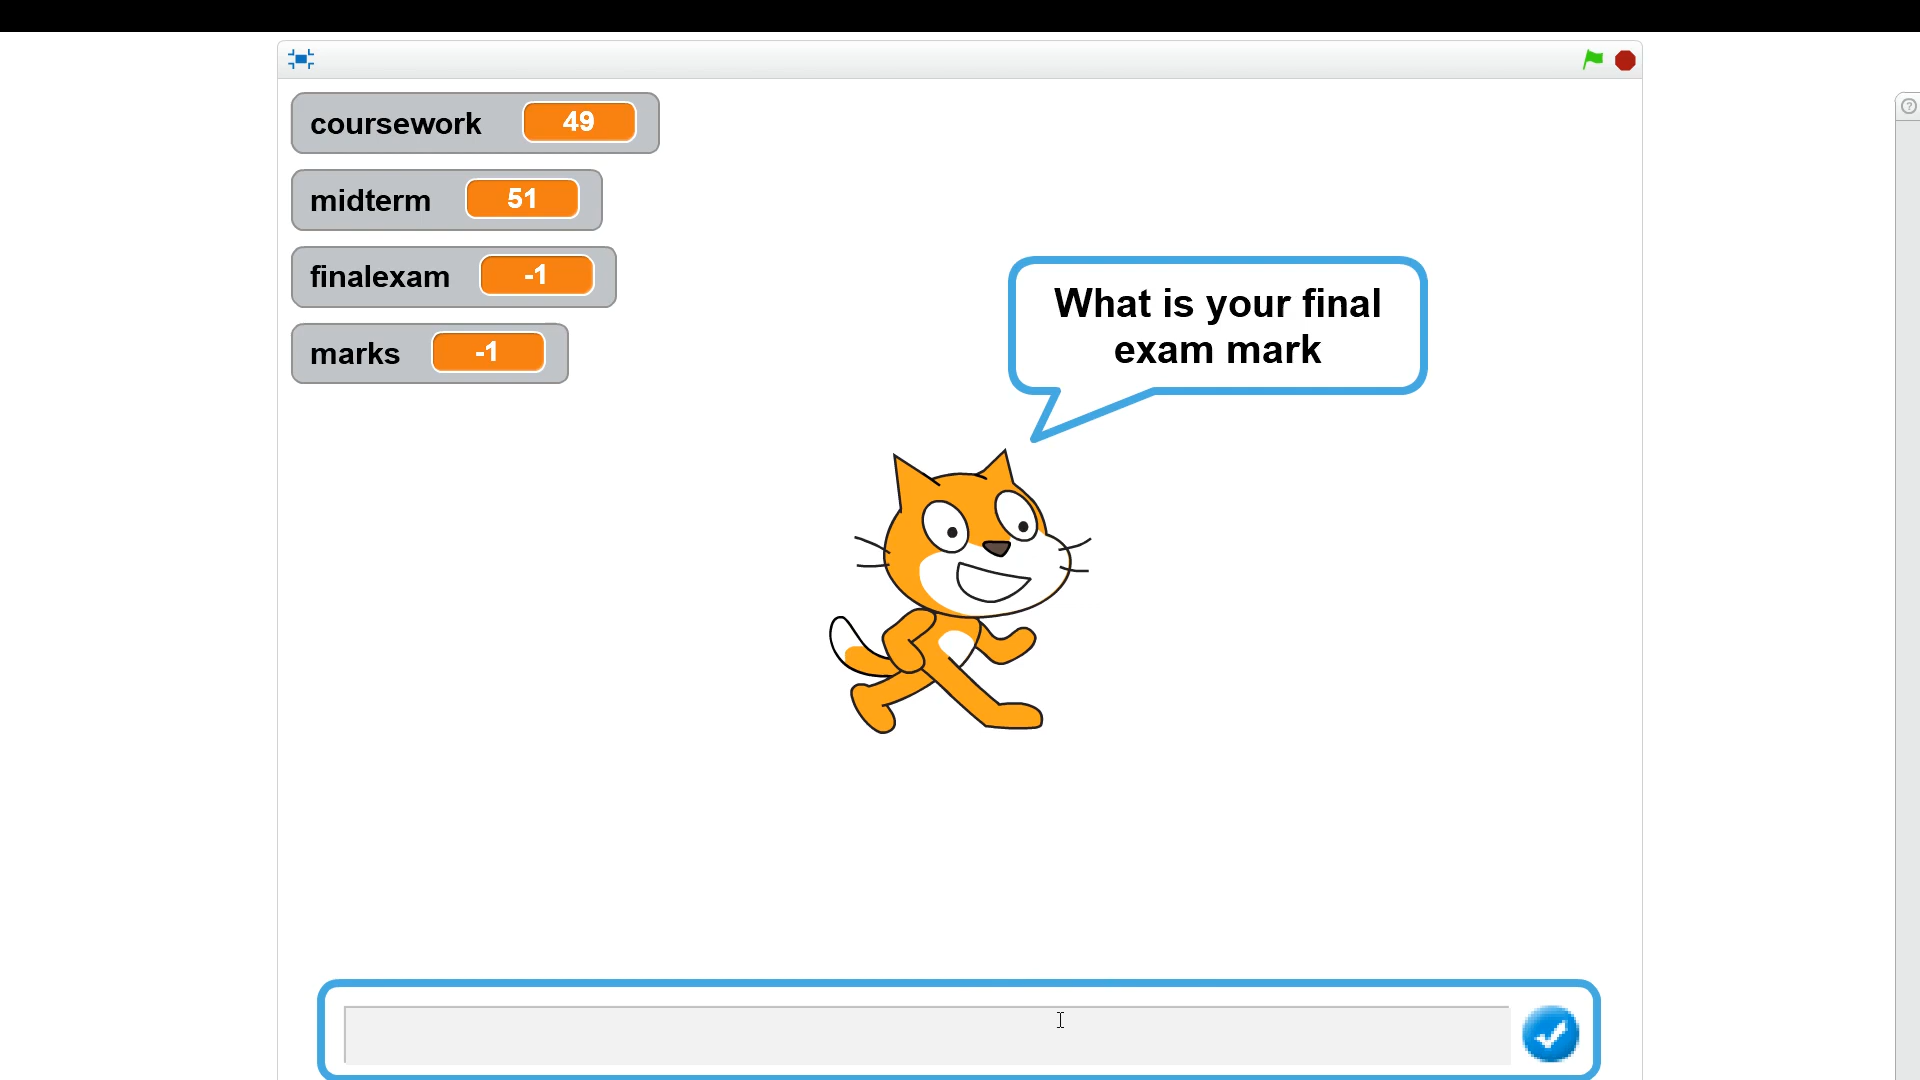 coursework 49
midterm 51
finalexam -1
marks -1
What is your final
exam mark
?